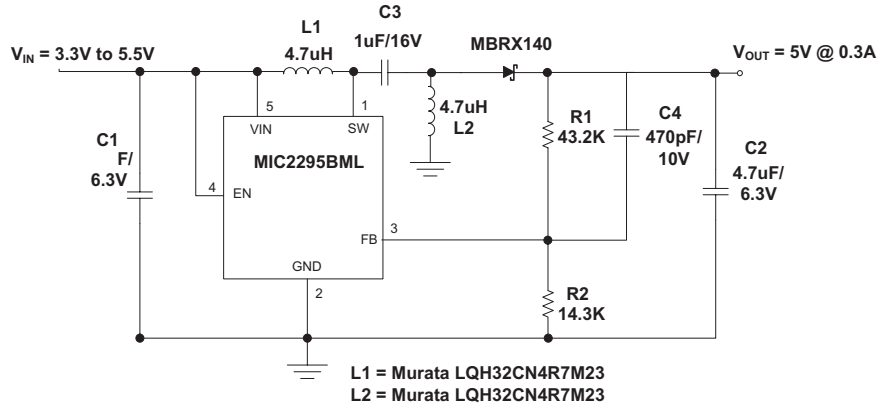 V_IN = 3.3V to 5.5V
L1
4.7uH
C3
1uF/16V
MBRX140
V_OUT = 5V @ 0.3A
C1
F/
6.3V
5
VIN
1
SW
4.7uH
L2
R1
43.2K
C4
470pF/
10V
C2
4.7uF/
6.3V
MIC2295BML
4
EN
3
FB
GND
2
R2
14.3K
L1 = Murata LQH32CN4R7M23
L2 = Murata LQH32CN4R7M23